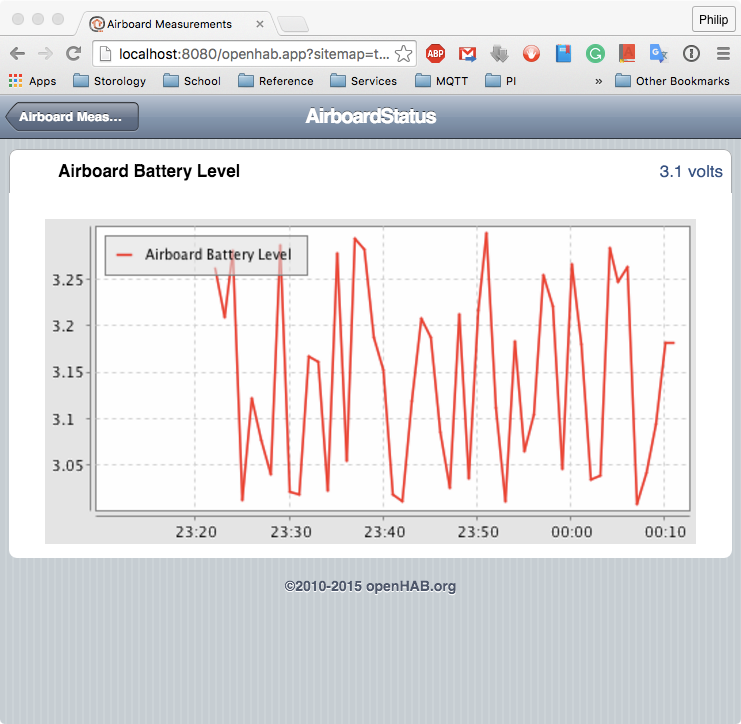 Airboard Measurements
Philip
localhost:8080/openhab.app?sitemap=t...
ABP
Apps Storology School Reference Services MQTT PI » Other Bookmarks
Airboard Meas... AirboardStatus
Airboard Battery Level 3.1 volts
Airboard Battery Level
3.25
3.2
3.15
3.1
3.05
23:20 23:30 23:40 23:50 00:00 00:10
©2010-2015 openHAB.org